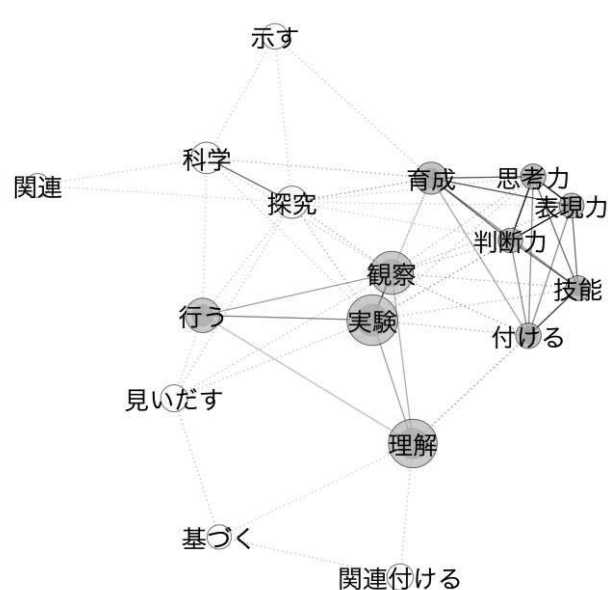 示す
科学
関連
探究
育成
思考力
表現力
判断力
観察
技能
行う
実験
付ける
見いだす
理解
基づく
関連付ける